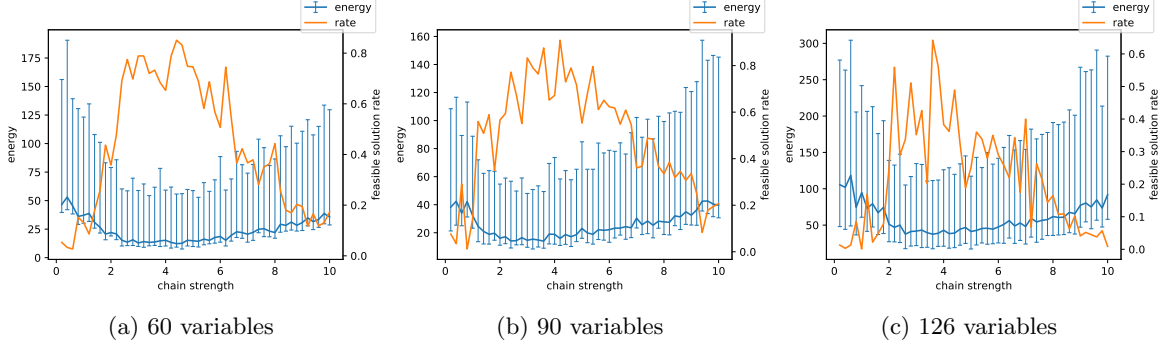 energy
rate
175
150
125
100
75
50
25
0
energy
0.8
0.6
0.4
0.2
0.0
feasible solution rate
0 2 4 6 8 10
chain strength
(a) 60 variables
energy
rate
160
140
120
100
80
60
40
20
energy
0.8
0.6
0.4
0.2
0.0
feasible solution rate
0 2 4 6 8 10
chain strength
(b) 90 variables
energy
rate
300
250
200
150
100
50
energy
0.6
0.5
0.4
0.3
0.2
0.1
0.0
feasible solution rate
0 2 4 6 8 10
chain strength
(c) 126 variables